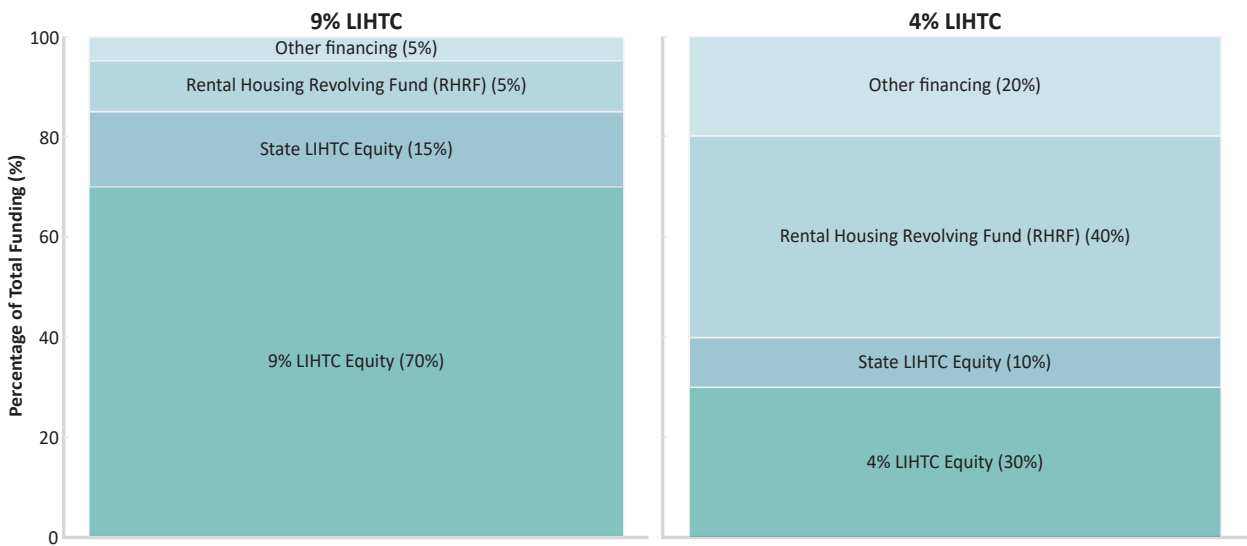 9% LIHTC
4% LIHTC
Percentage of Total Funding (%)
100
80
60
40
20
0
Other financing (5%)
Rental Housing Revolving Fund (RHRF) (5%)
State LIHTC Equity (15%)
9% LIHTC Equity (70%)
Other financing (20%)
Rental Housing Revolving Fund (RHRF) (40%)
State LIHTC Equity (10%)
4% LIHTC Equity (30%)